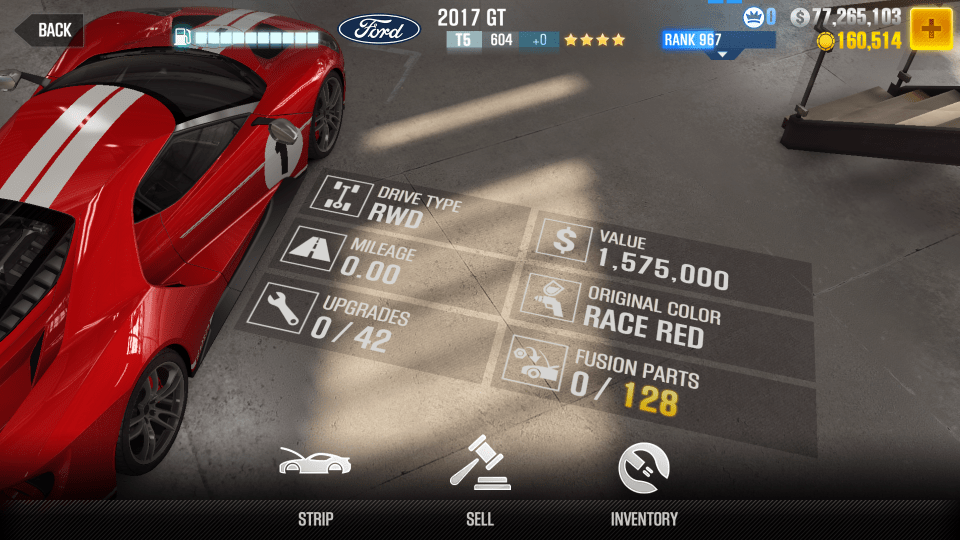 BACK
Ford
2017 GT
T5 604 +0
RANK 967
0
$ 77,265,103
160,514
1
DRIVE TYPE
RWD
MILEAGE
0.00
UPGRADES
0 / 42
$
VALUE
1,575,000
ORIGINAL COLOR
RACE RED
FUSION PARTS
0 / 128
STRIP
SELL
INVENTORY